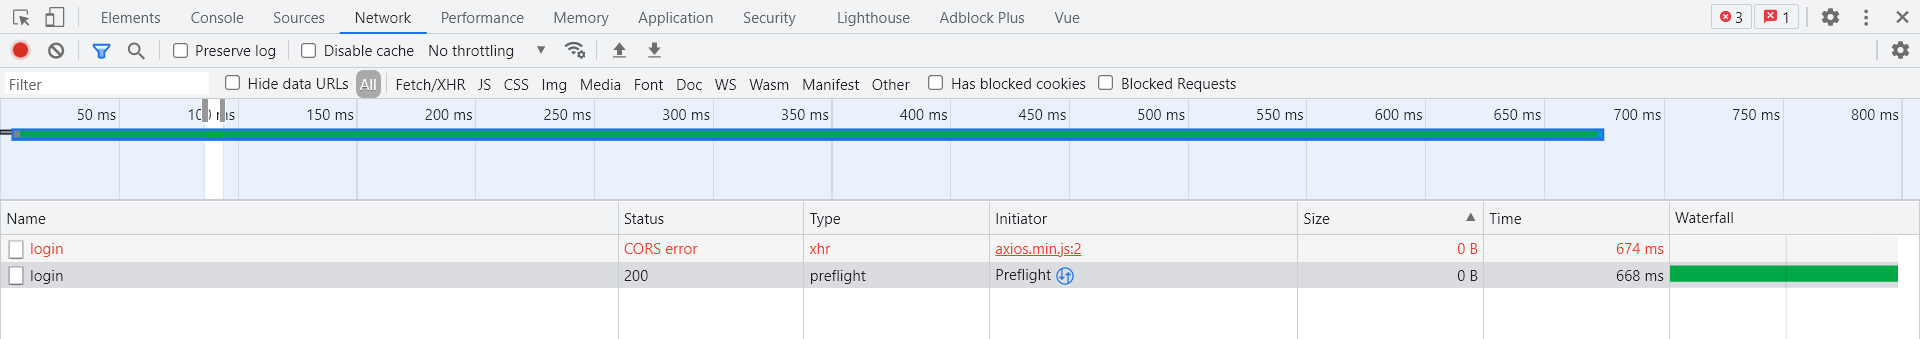 Elements Console Sources Network Performance Memory Application Security Lighthouse Adblock Plus Vue 3 1
Preserve log Disable cache No throttling
Filter Hide data URLs All Fetch/XHR JS CSS Img Media Font Doc WS Wasm Manifest Other Has blocked cookies Blocked Requests
50 ms 100 ms 150 ms 200 ms 250 ms 300 ms 350 ms 400 ms 450 ms 500 ms 550 ms 600 ms 650 ms 700 ms 750 ms 800 ms
Name Status Type Initiator Size Time Waterfall
login CORS error xhr axios.min.js:2 0 B 674 ms
login 200 preflight Preflight 0 B 668 ms